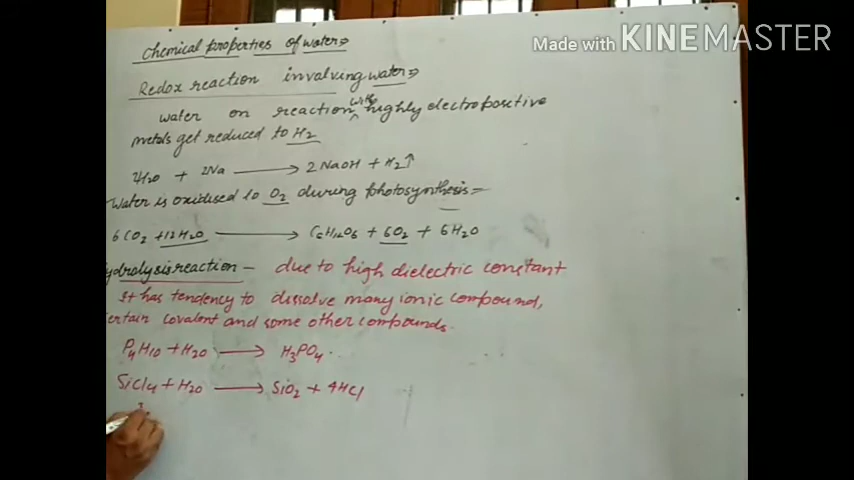 Made with KINEMASTER
Chemical properties of water⇒
Redox reaction involving water⇒
water on reaction with highly electropositive
metals get reduced to H2
2H2O + 2Na → 2NaOH + H2↑
Water is oxidised to O2 during photosynthesis:-
6CO2 + 12H2O → C6H12O6 + 6O2 + 6H2O
hydrolysis reaction - due to high dielectric constant
It has tendency to dissolve many ionic compound,
certain covalent and some other compounds.
P4H10 + H2O → H3PO4.
SiCl4 + H2O → SiO2 + 4HCl